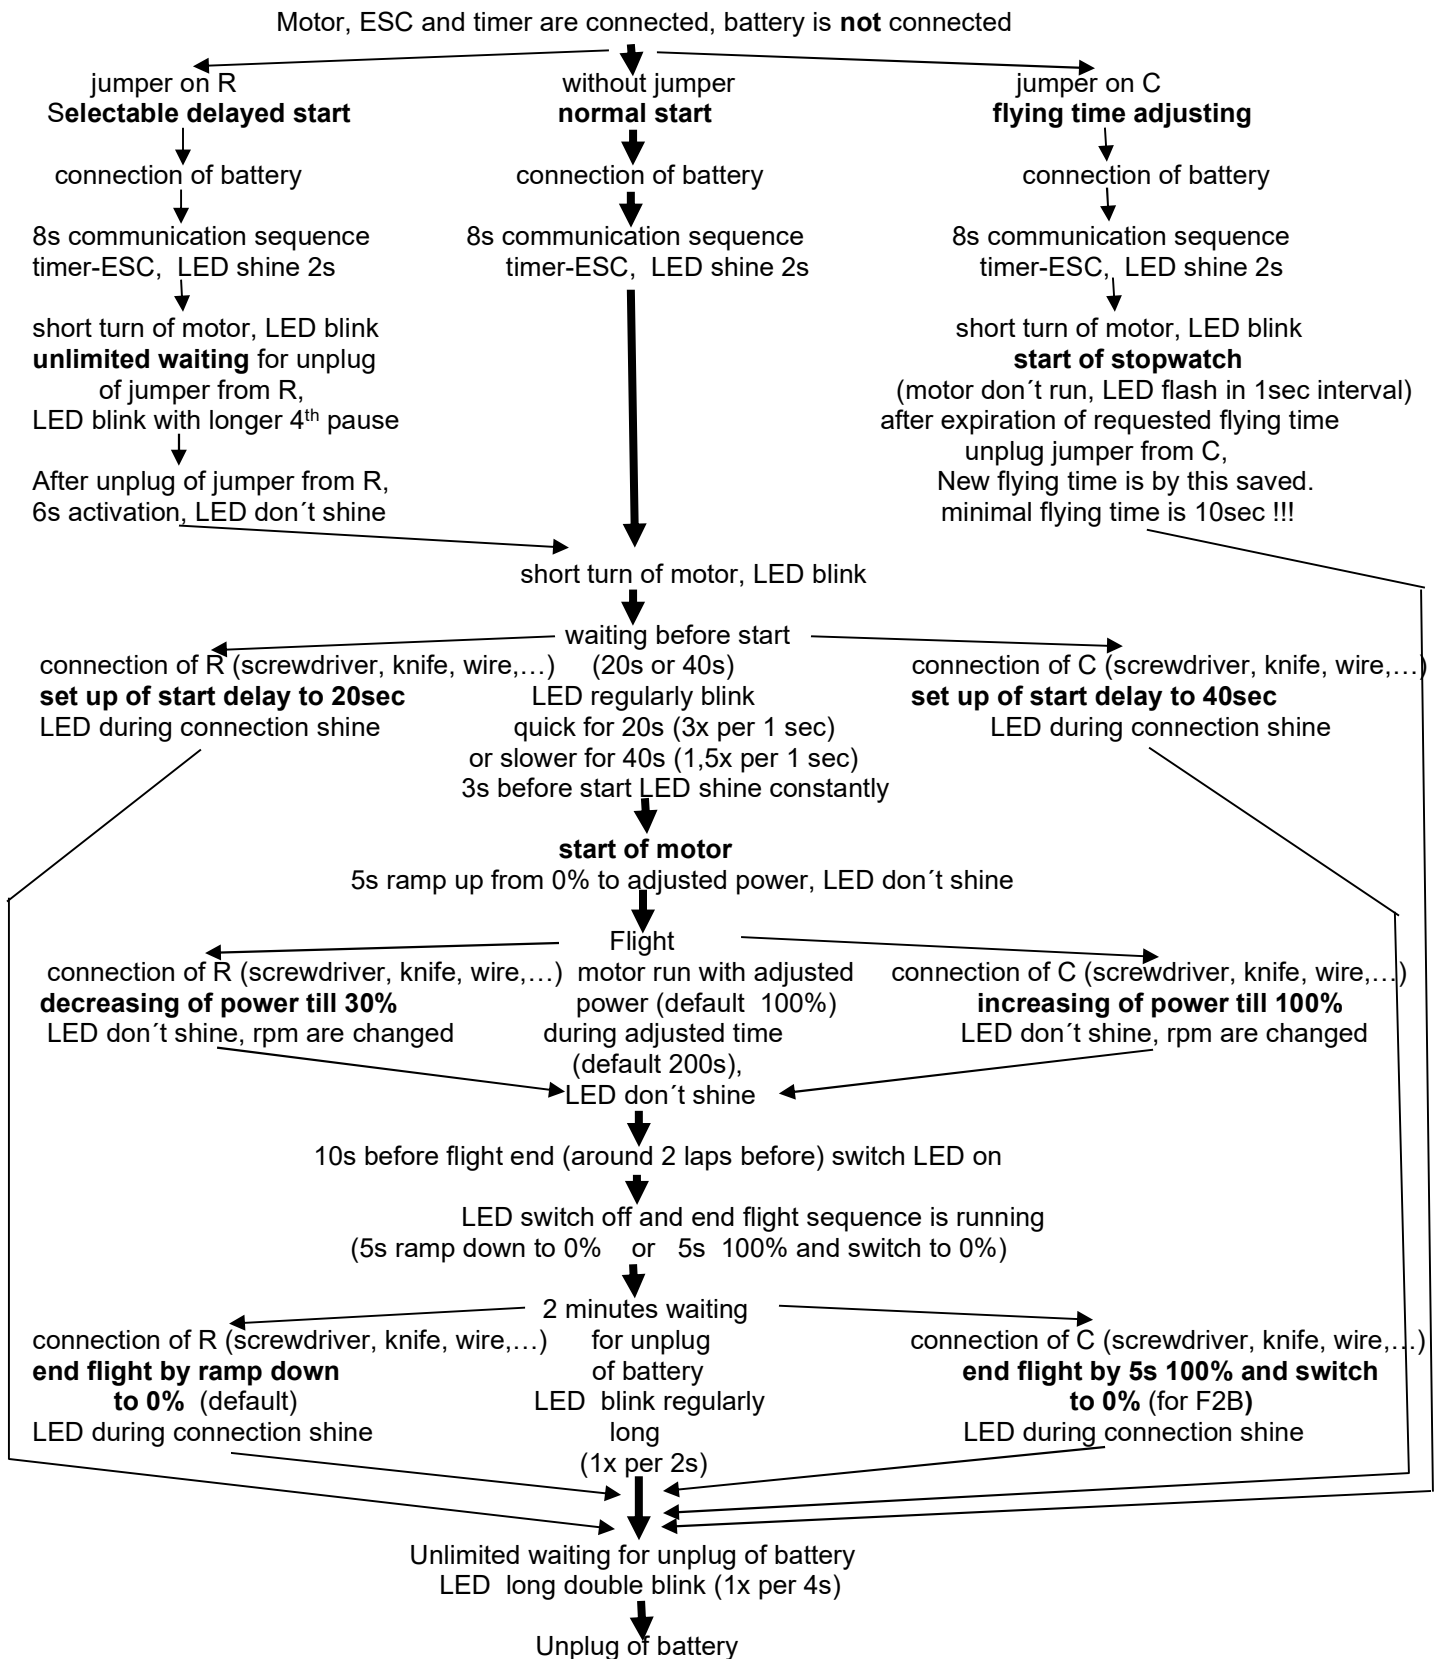 Motor, ESC and timer are connected, battery is not connected
jumper on R
Selectable delayed start
without jumper
normal start
jumper on C
flying time adjusting
connection of battery
connection of battery
connection of battery
8s communication sequence
timer-ESC, LED shine 2s
8s communication sequence
timer-ESC, LED shine 2s
8s communication sequence
timer-ESC, LED shine 2s
short turn of motor, LED blink
unlimited waiting for unplug
of jumper from R,
LED blink with longer 4th pause
short turn of motor, LED blink
start of stopwatch
(motor don´t run, LED flash in 1sec interval)
after expiration of requested flying time
unplug jumper from C,
New flying time is by this saved.
minimal flying time is 10sec !!!
After unplug of jumper from R,
6s activation, LED don´t shine
short turn of motor, LED blink
connection of R (screwdriver, knife, wire,…)
set up of start delay to 20sec
LED during connection shine
waiting before start
(20s or 40s)
LED regularly blink
quick for 20s (3x per 1 sec)
or slower for 40s (1,5x per 1 sec)
3s before start LED shine constantly
connection of C (screwdriver, knife, wire,…)
set up of start delay to 40sec
LED during connection shine
start of motor
5s ramp up from 0% to adjusted power, LED don´t shine
connection of R (screwdriver, knife, wire,…)
decreasing of power till 30%
LED don´t shine, rpm are changed
Flight
motor run with adjusted
power (default 100%)
during adjusted time
(default 200s),
LED don´t shine
connection of C (screwdriver, knife, wire,…)
increasing of power till 100%
LED don´t shine, rpm are changed
10s before flight end (around 2 laps before) switch LED on
LED switch off and end flight sequence is running
(5s ramp down to 0% or 5s 100% and switch to 0%)
connection of R (screwdriver, knife, wire,…)
end flight by ramp down
to 0% (default)
LED during connection shine
2 minutes waiting
for unplug
of battery
LED blink regularly
long
(1x per 2s)
connection of C (screwdriver, knife, wire,…)
end flight by 5s 100% and switch
to 0% (for F2B)
LED during connection shine
Unlimited waiting for unplug of battery
LED long double blink (1x per 4s)
Unplug of battery